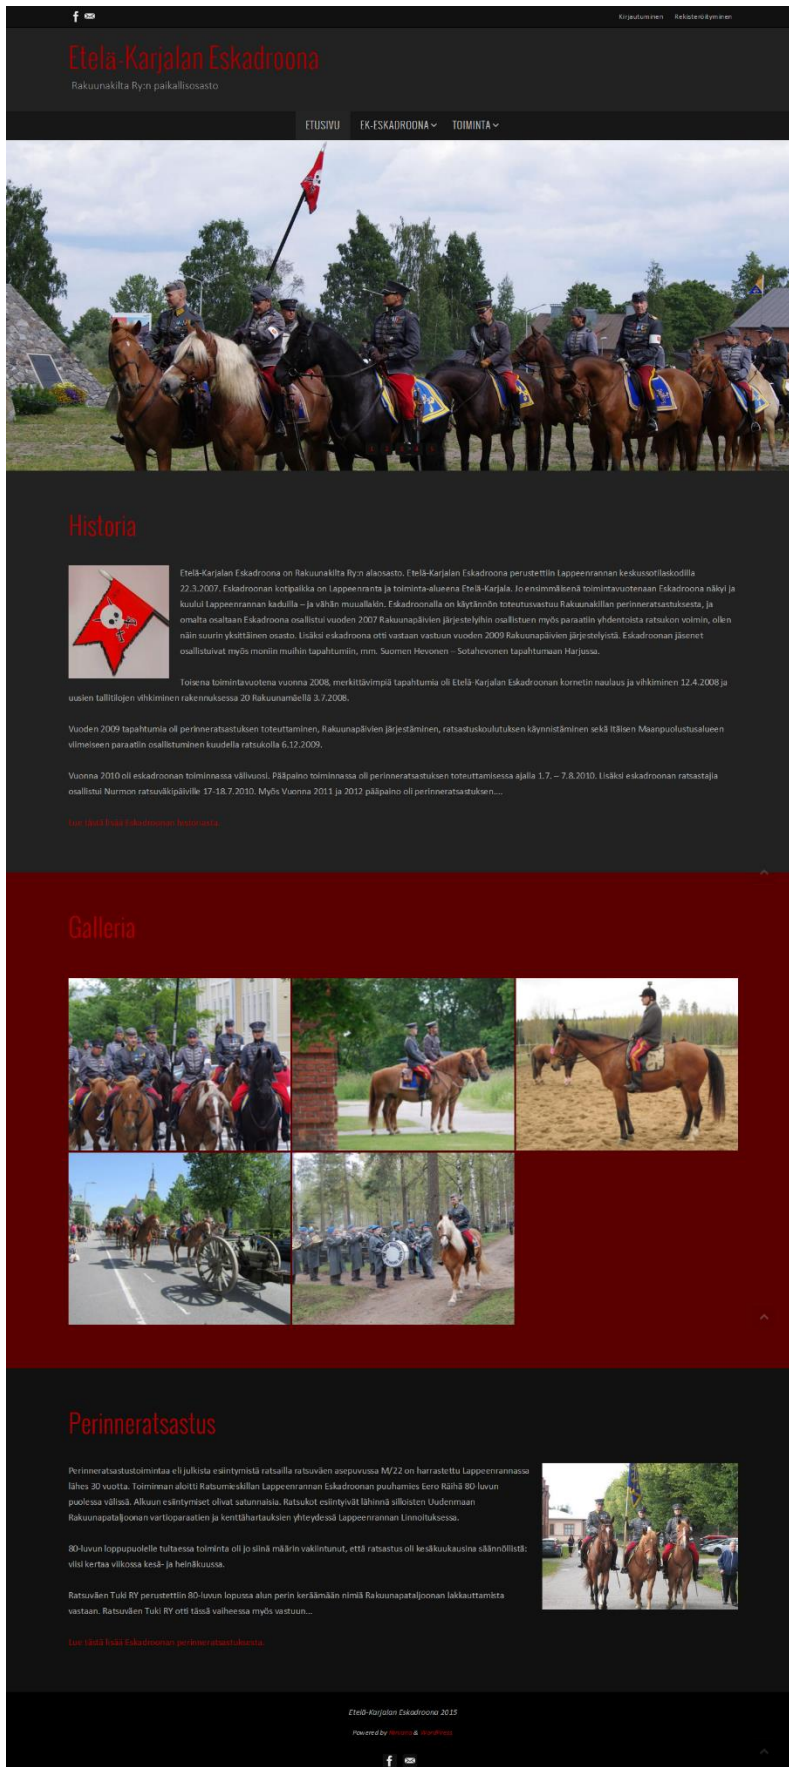 Kirjautuminen Rekisteröityminen
Etelä-Karjalan Eskadroona
Rakuunakilta Ry:n paikallisosasto
ETUSIVU EK-ESKADROONA TOIMINTA
Historia
Etelä-Karjalan Eskadroona on Rakuunakilta Ry:n alaosasto. Etelä-Karjalan Eskadroona perustettiin Lappeenrannan keskussotilaskodilla
22.3.2007. Eskadroonan kotipaikka on Lappeenranta ja toiminta-alueena Etelä-Karjala. Jo ensimmäisenä toimintavuotenaan Eskadroona näkyi ja
kuului Lappeenrannan kaduilla – ja vähän muuallakin. Eskadroonalla on käytännön toteutusvastuu Rakuunakillan perinneratsastuksesta, ja
omalta osaltaan Eskadroona osallistui vuoden 2007 Rakuunapäivien järjestelyihin osallistuen myös paraatiin yhdentoista ratsukon voimin, ollen
näin suurin yksittäinen osasto. Lisäksi eskadroona otti vastaan vastuun vuoden 2009 Rakuunapäivien järjestelyistä. Eskadroonan jäsenet
osallistuivat myös moniin muihin tapahtumiin, mm. Suomen Hevonen – Sotahevonen tapahtumaan Harjussa.
Toisena toimintavuotena vuonna 2008, merkittävimpiä tapahtumia oli Etelä-Karjalan Eskadroonan kornetin naulaus ja vihkiminen 12.4.2008 ja
uusien tallitilojen vihkiminen rakennuksessa 20 Rakuunamäellä 3.7.2008.
Vuoden 2009 tapahtumia oli perinneratsastuksen toteuttaminen, Rakuunapäivien järjestäminen, ratsastuskoulutuksen käynnistäminen sekä Itäisen Maanpuolustusalueen
viimeiseen paraatiin osallistuminen kuudella ratsukolla 6.12.2009.
Vuonna 2010 oli eskadroonan toiminnassa välivuosi. Pääpaino toiminnassa oli perinneratsastuksen toteuttamisessa ajalla 1.7. – 7.8.2010. Lisäksi eskadroonan ratsastajia
osallistui Nurmon ratsuväkipäiville 17-18.7.2010. Myös Vuonna 2011 ja 2012 pääpaino oli perinneratsastuksen....
Lue tästä lisää Eskadroonan historiasta.
Galleria
Perinneratsastus
Perinneratsastustoimintaa eli julkista esiintymistä ratsailla ratsuväen asepuvussa M/22 on harrastettu Lappeenrannassa
lähes 30 vuotta. Toiminnan aloitti Ratsumieskillan Lappeenrannan Eskadroonan puuhamies Eero Räihä 80-luvun
puolessa välissä. Alkuun esiintymiset olivat satunnaisia. Ratsukot esiintyivät lähinnä silloisten Uudenmaan
Rakuunapataljoonan vartioparaatien ja kenttähartauksien yhteydessä Lappeenrannan Linnoituksessa.
80-luvun loppupuolelle tultaessa toiminta oli jo siinä määrin vakiintunut, että ratsastus oli kesäkuukausina säännöllistä:
viisi kertaa viikossa kesä- ja heinäkuussa.
Ratsuväen Tuki RY perustettiin 80-luvun lopussa alun perin keräämään nimiä Rakuunapataljoonan lakkauttamista
vastaan. Ratsuväen Tuki RY otti tässä vaiheessa myös vastuun...
Lue tästä lisää Eskadroonan perinneratsastuksesta.
Etelä-Karjalan Eskadroona 2015
Powered by Nirvana & WordPress